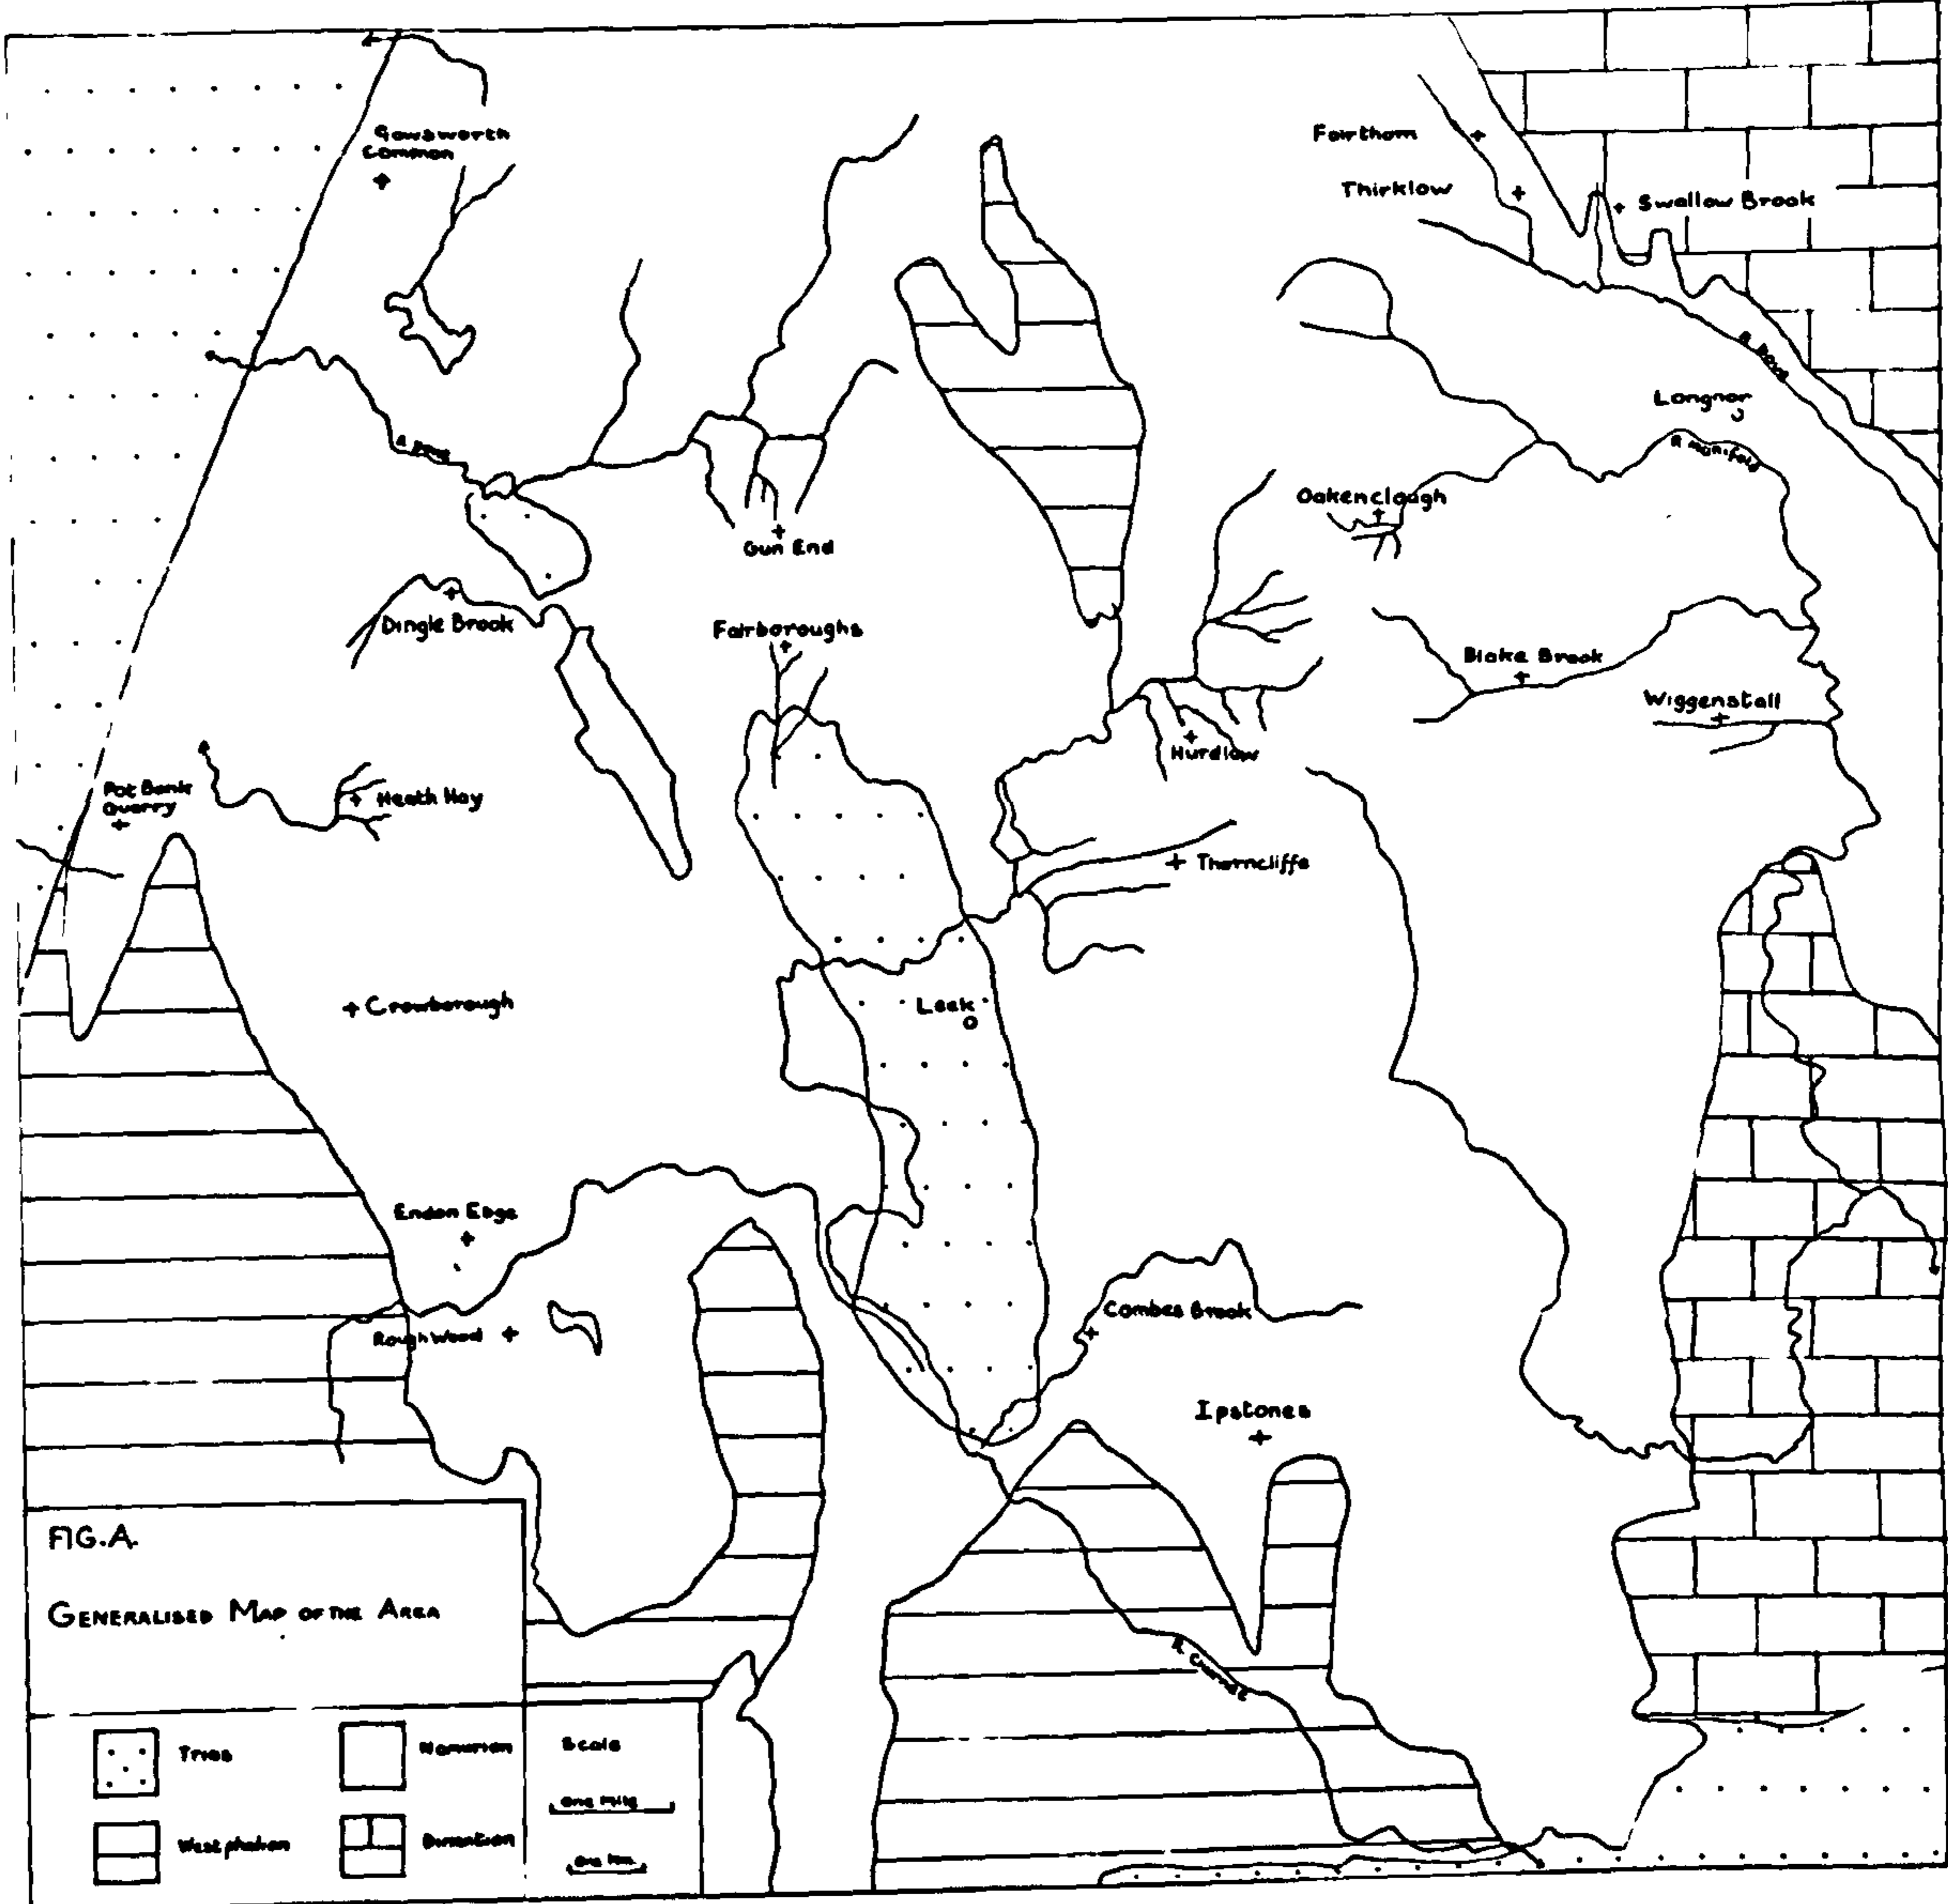 Gawsworth
Common
Fairthorn
Thirklow
Swallow Brook
R Dove
Longnor
R Manifold
R Dane
Oakenclough
Gun End
Dingle Brook
Fairboroughs
Blake Brook
Wiggenstall
Hurdlow
Pot Bank
Quarry
Heath Hay
Thorncliffe
Crowborough
Leek
Endon Edge
Combes Brook
Rough Wood
Ipstones
R Churnet
FIG.A.
GENERALISED MAP OF THE AREA
Trias
Namurian
Scale
One Mile
Westphalian
Dinantian
One Km.